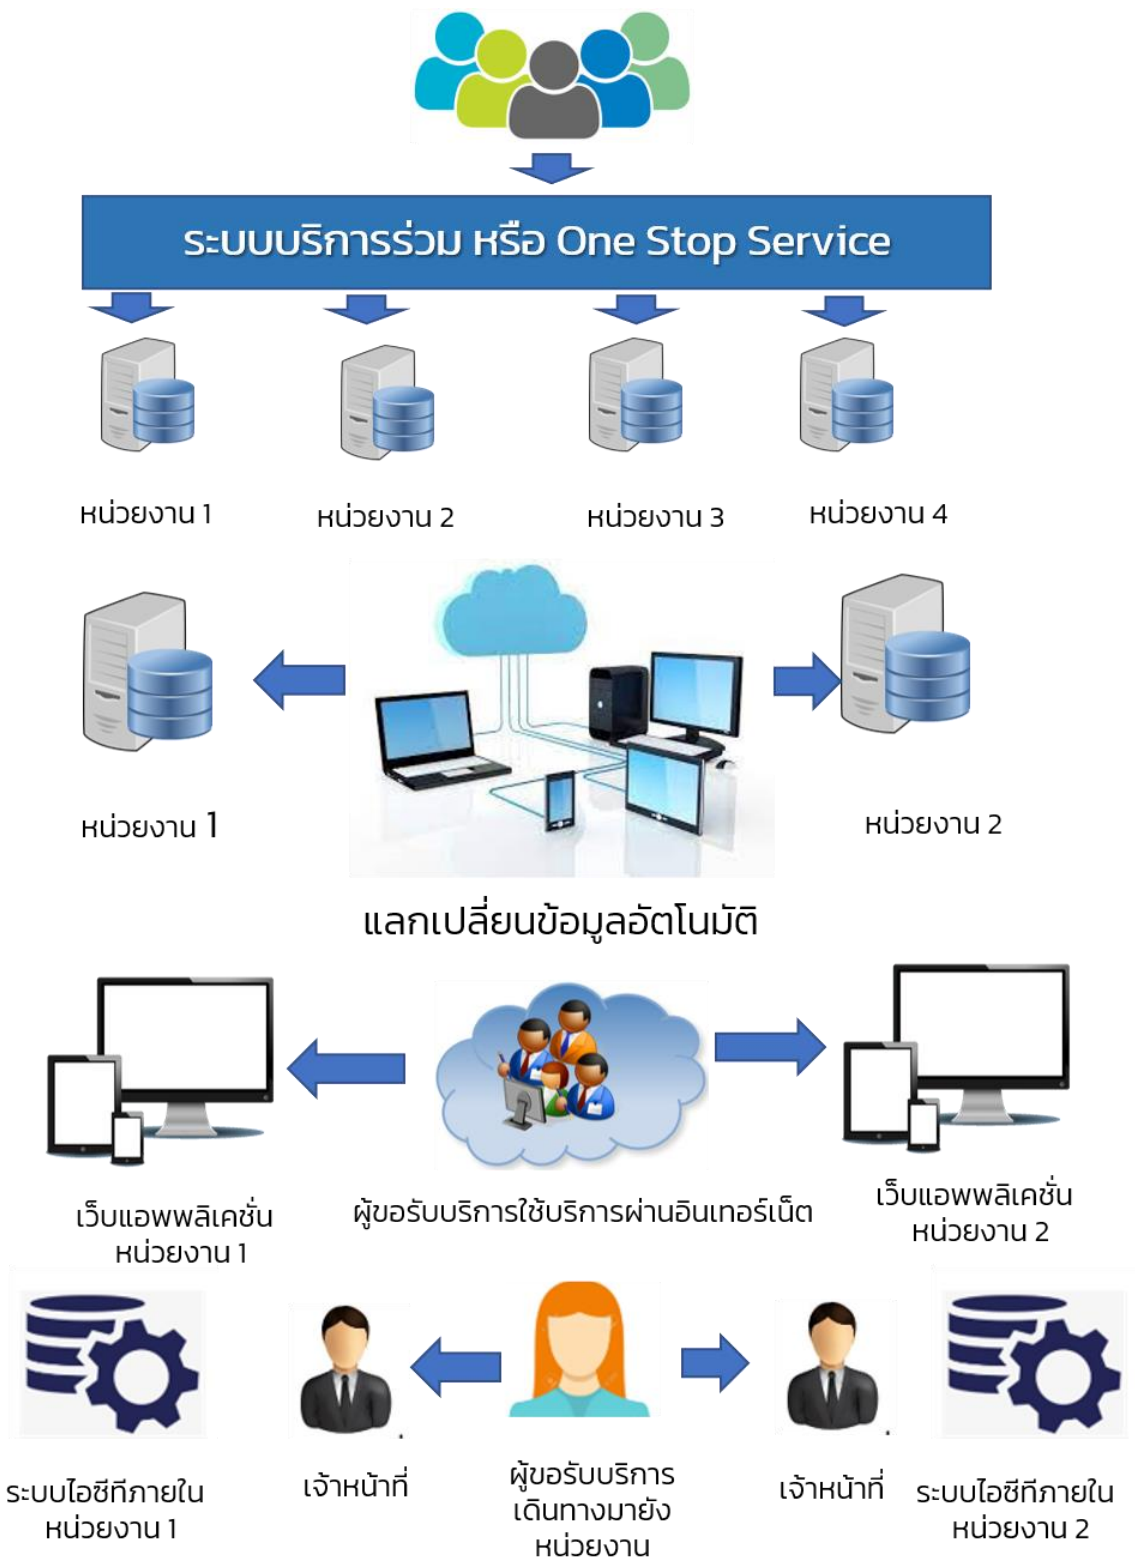 ระบบบริการร่วม หรือ One Stop Service
หน่วยงาน 1
หน่วยงาน 2
หน่วยงาน 3
หน่วยงาน 4
หน่วยงาน 1
หน่วยงาน 2
แลกเปลี่ยนข้อมูลอัตโนมัติ
เว็บแอพพลิเคชั่น
หน่วยงาน 1
ผู้ขอรับบริการใช้บริการผ่านอินเทอร์เน็ต
เว็บแอพพลิเคชั่น
หน่วยงาน 2
ระบบไอซีทีภายใน
หน่วยงาน 1
เจ้าหน้าที่
ผู้ขอรับบริการ
เดินทางมายัง
หน่วยงาน
เจ้าหน้าที่
ระบบไอซีทีภายใน
หน่วยงาน 2